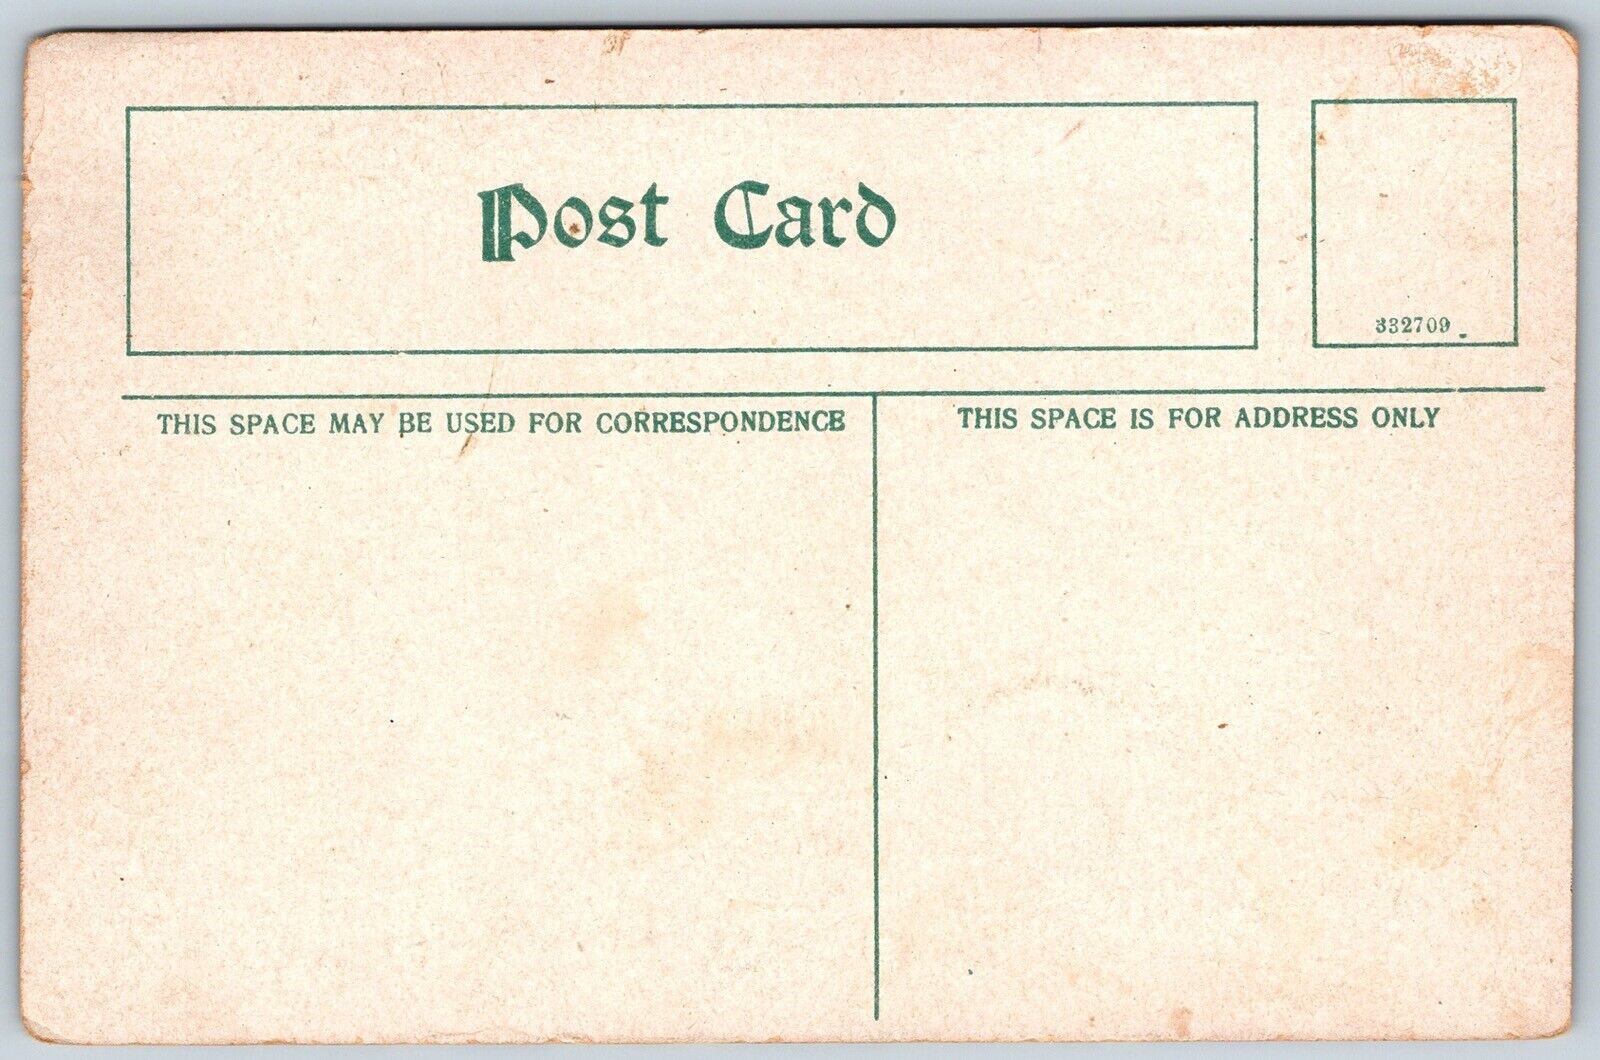 Post Card
332709
THIS SPACE MAY BE USED FOR CORRESPONDENCE
THIS SPACE IS FOR ADDRESS ONLY